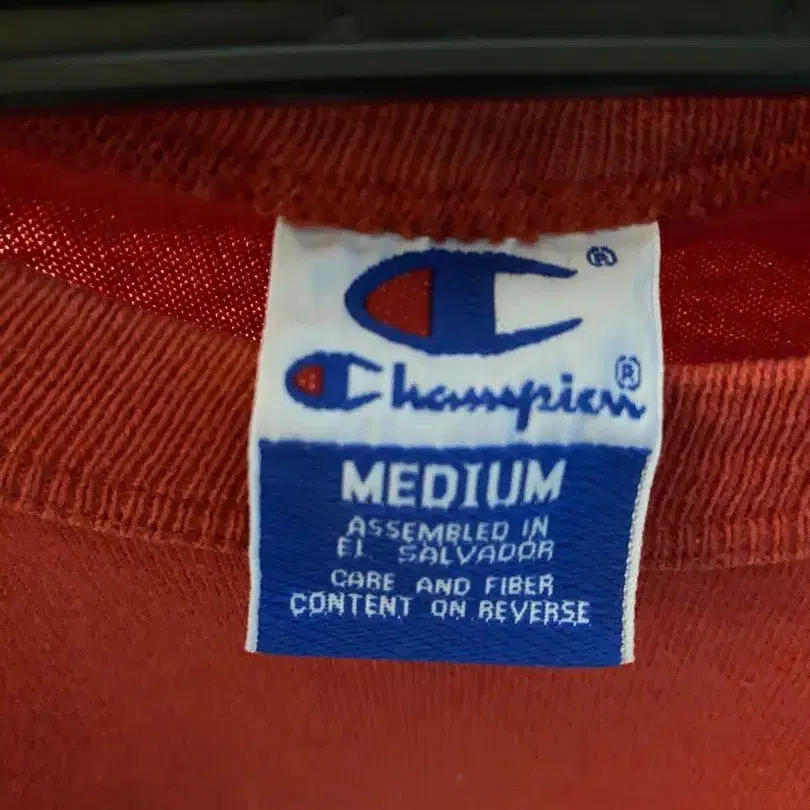 ®
Champion®
MEDIUM
ASSEMBLED IN
EL SALVADOR
CARE AND FIBER
CONTENT ON REVERSE